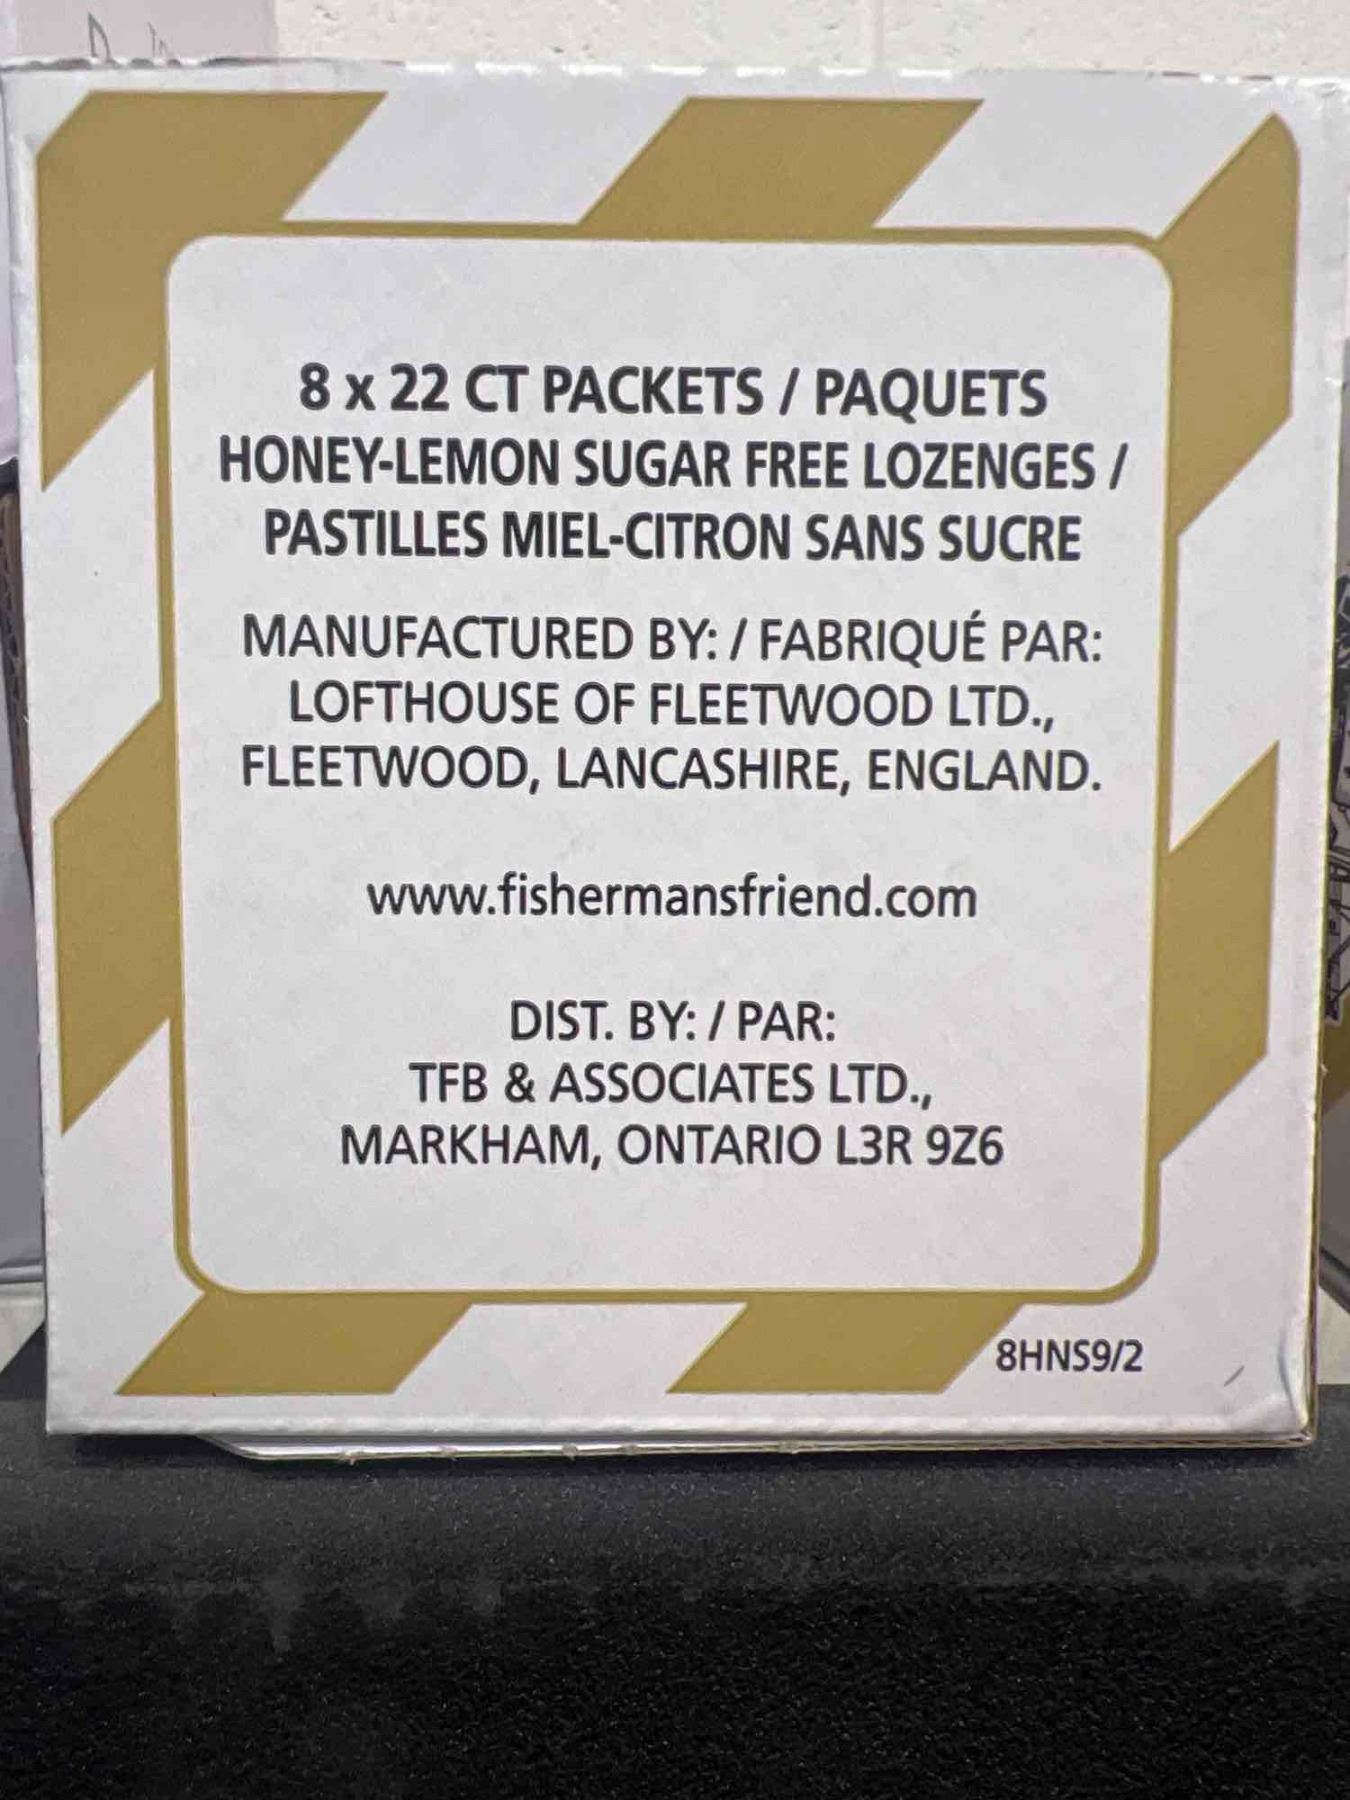 8 x 22 CT PACKETS / PAQUETS
HONEY-LEMON SUGAR FREE LOZENGES /
PASTILLES MIEL-CITRON SANS SUCRE
MANUFACTURED BY: / FABRIQUÉ PAR:
LOFTHOUSE OF FLEETWOOD LTD.,
FLEETWOOD, LANCASHIRE, ENGLAND.
www.fishermansfriend.com
DIST. BY: / PAR:
TFB & ASSOCIATES LTD.,
MARKHAM, ONTARIO L3R 9Z6
8HNS9/2